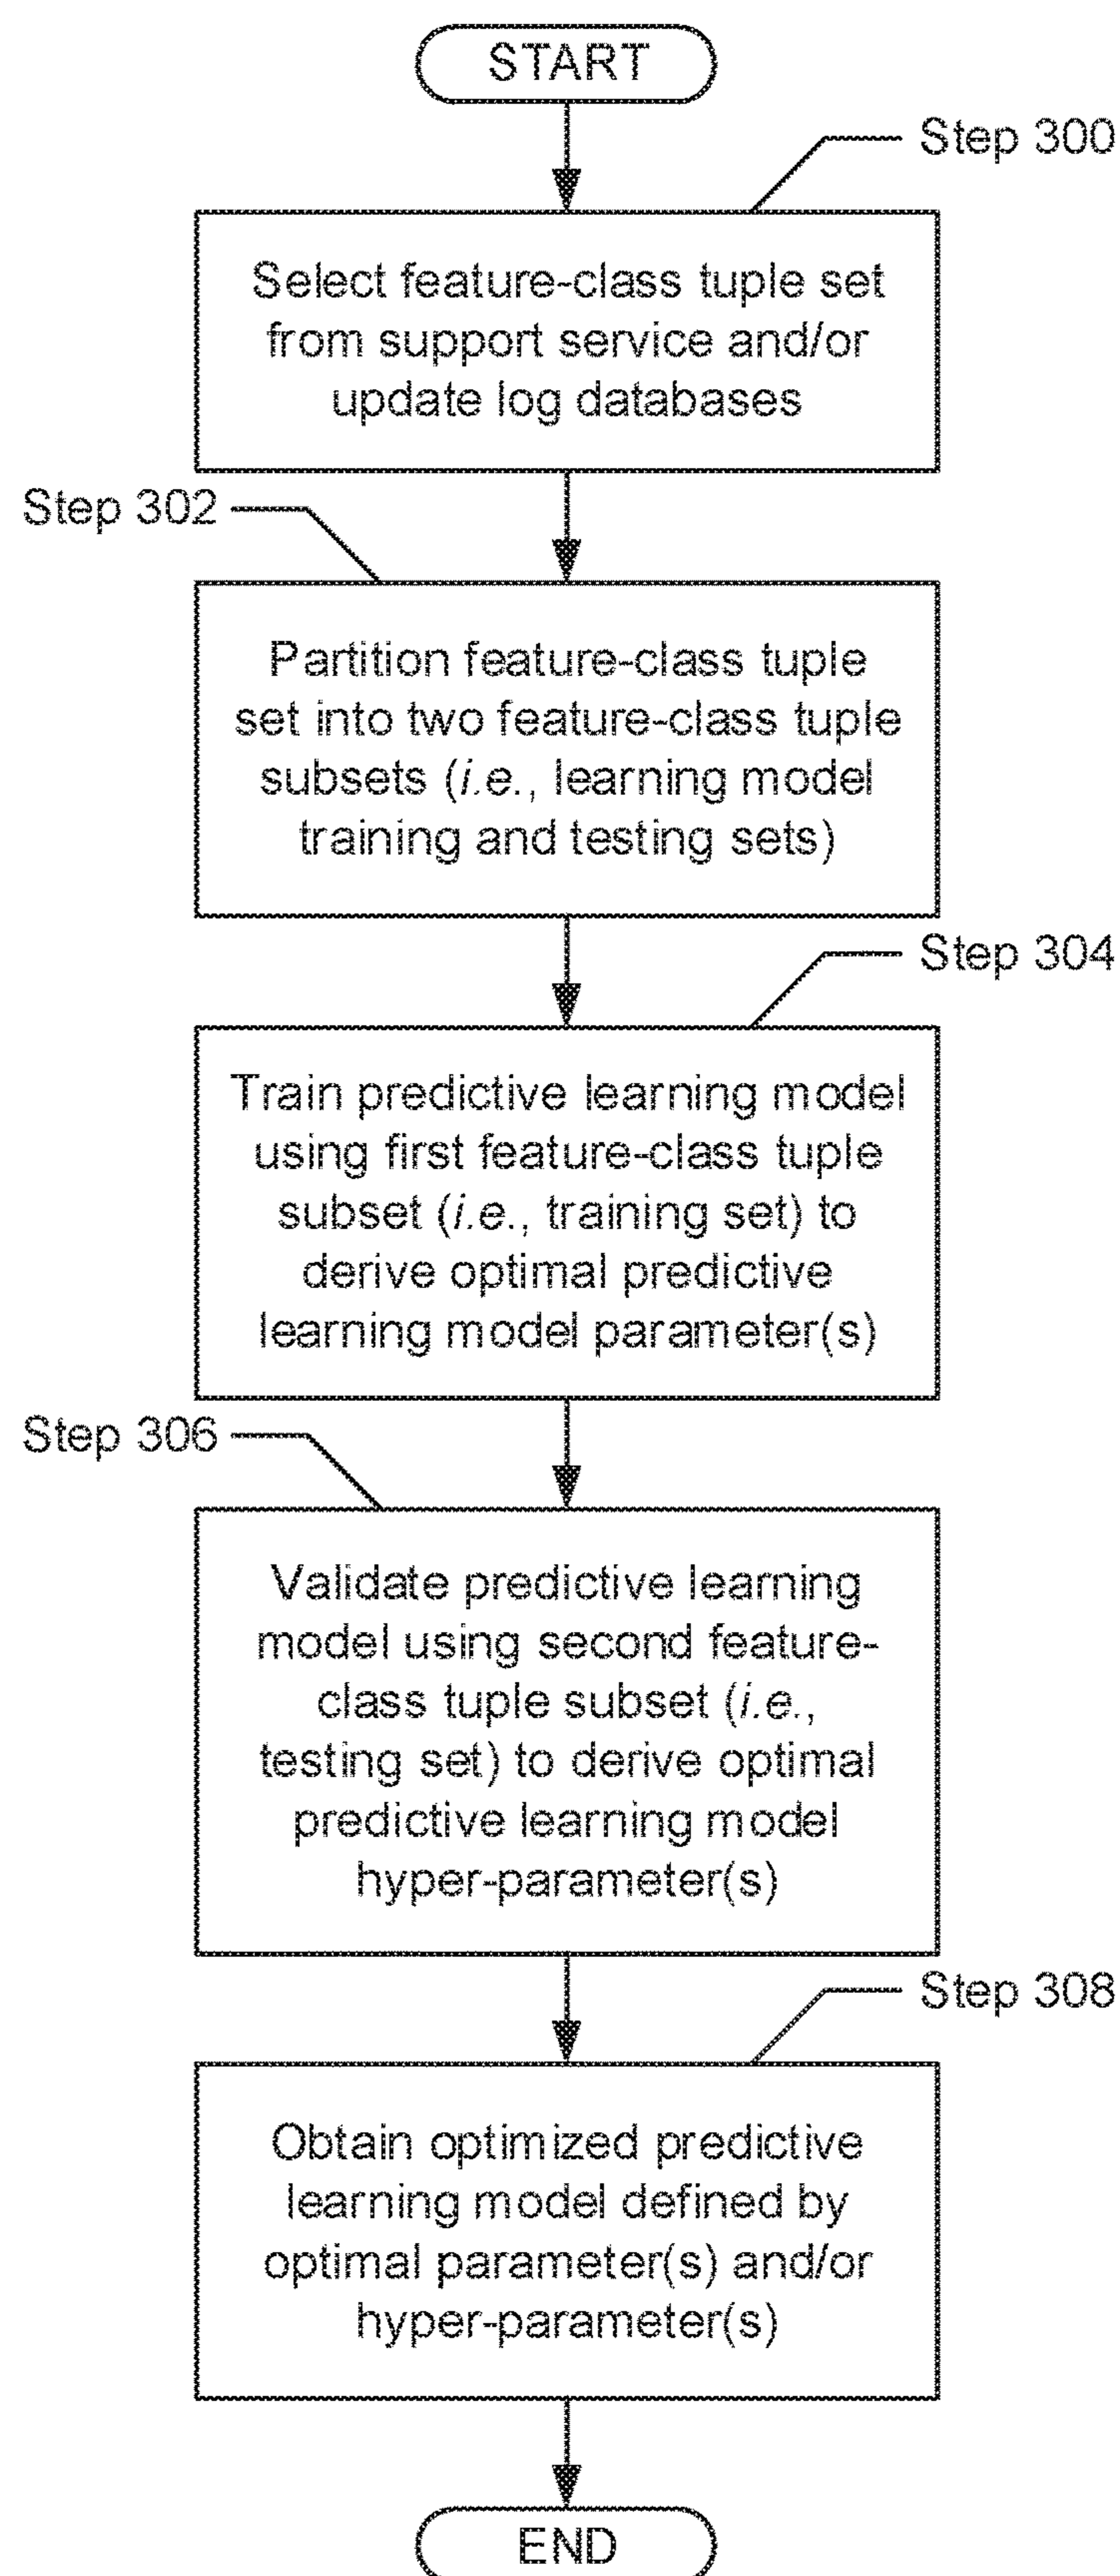 START
Step 300
Select feature-class tuple set
from support service and/or
update log databases
Step 302
Partition feature-class tuple
set into two feature-class tuple
subsets (i.e., learning model
training and testing sets)
Step 304
Train predictive learning model
using first feature-class tuple
subset (i.e., training set) to
derive optimal predictive
learning model parameter(s)
Step 306
Validate predictive learning
model using second feature-
class tuple subset (i.e.,
testing set) to derive optimal
predictive learning model
hyper-parameter(s)
Step 308
Obtain optimized predictive
learning model defined by
optimal parameter(s) and/or
hyper-parameter(s)
END